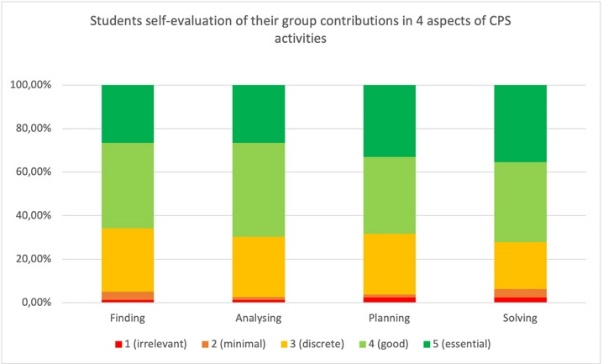 Students self-evaluation of their group contributions in 4 aspects of CPS
activities
100,00%
80,00%
60,00%
40,00%
20,00%
0,00%
Finding Analysing Planning Solving
1 (irrelevant) 2 (minimal) 3 (discrete) 4 (good) 5 (essential)